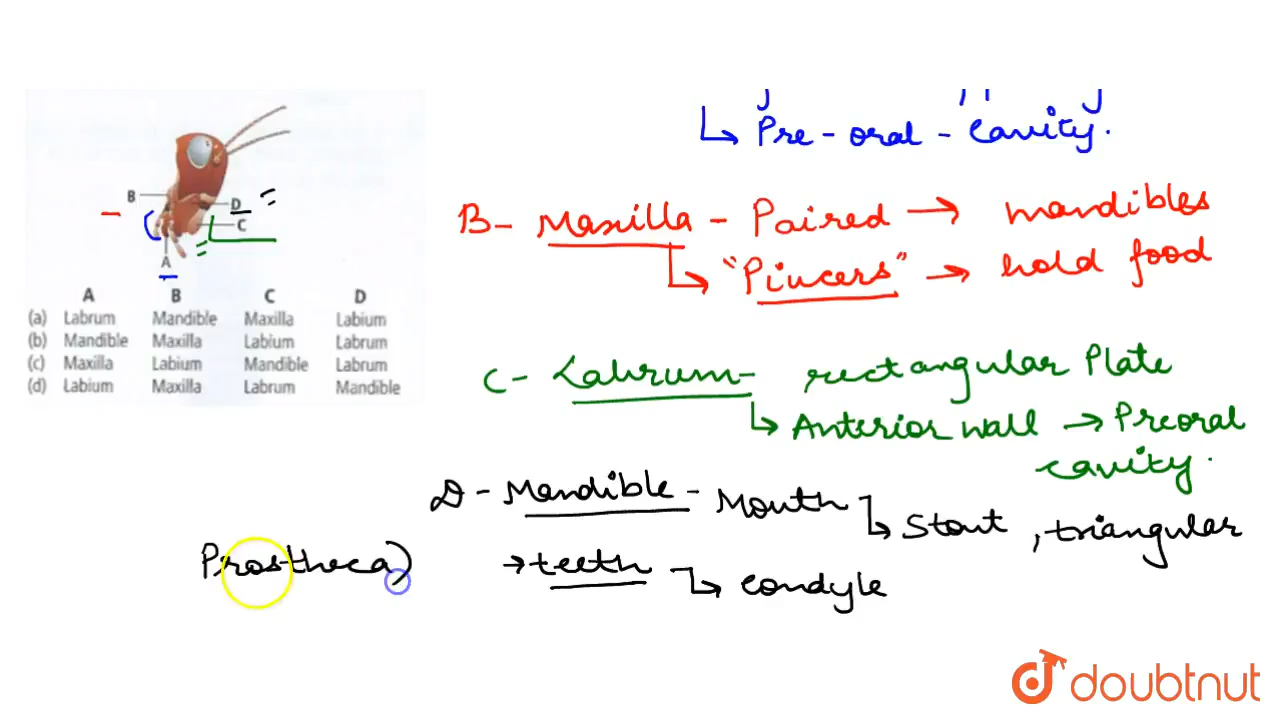 ↳ Pre-oral-cavity.
B- Maxilla - Paired → mandibles
↳ "Pincers" → hold food
C- Labrum- rectangular Plate
↳ Anterior wall → Preoral
cavity.
D - Mandible - Mouth
↳ Stout, triangular
→ teeth ↳ condyle
Prostheca)
B
D =
C
=
A
A B C D
(a) Labrum Mandible Maxilla Labium
(b) Mandible Maxilla Labium Labrum
(c) Maxilla Labium Mandible Labrum
(d) Labium Maxilla Labrum Mandible
doubtnut